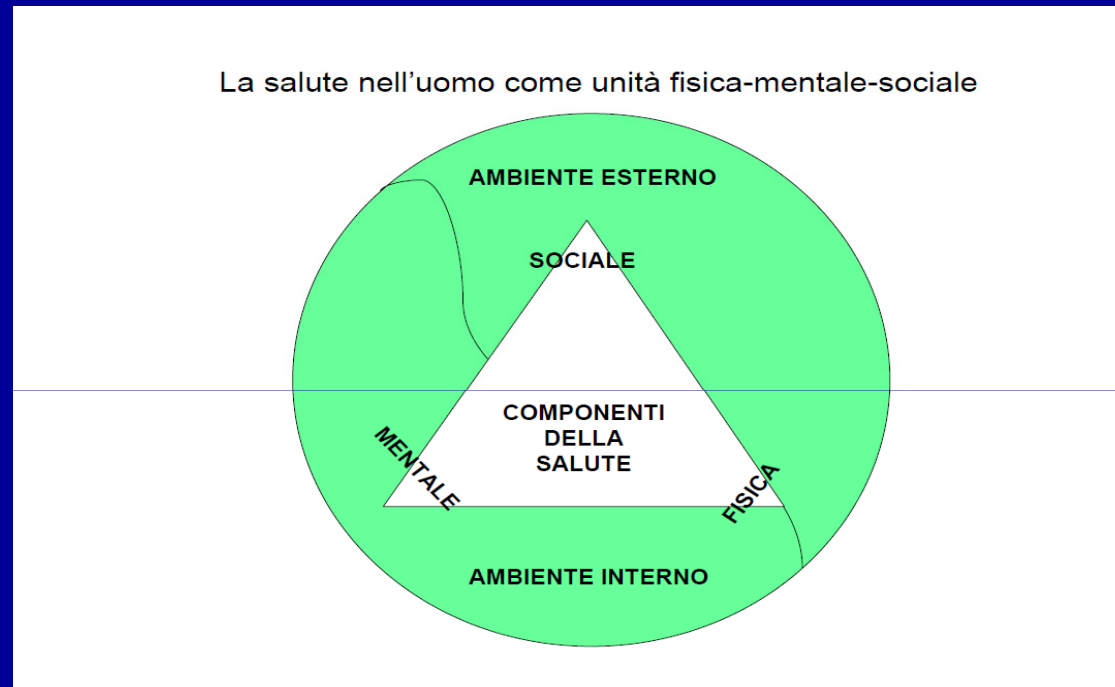 La salute nell'uomo come unità fisica-mentale-sociale
AMBIENTE ESTERNO
SOCIALE
COMPONENTI
DELLA
SALUTE
MENTALE
FISICA
AMBIENTE INTERNO